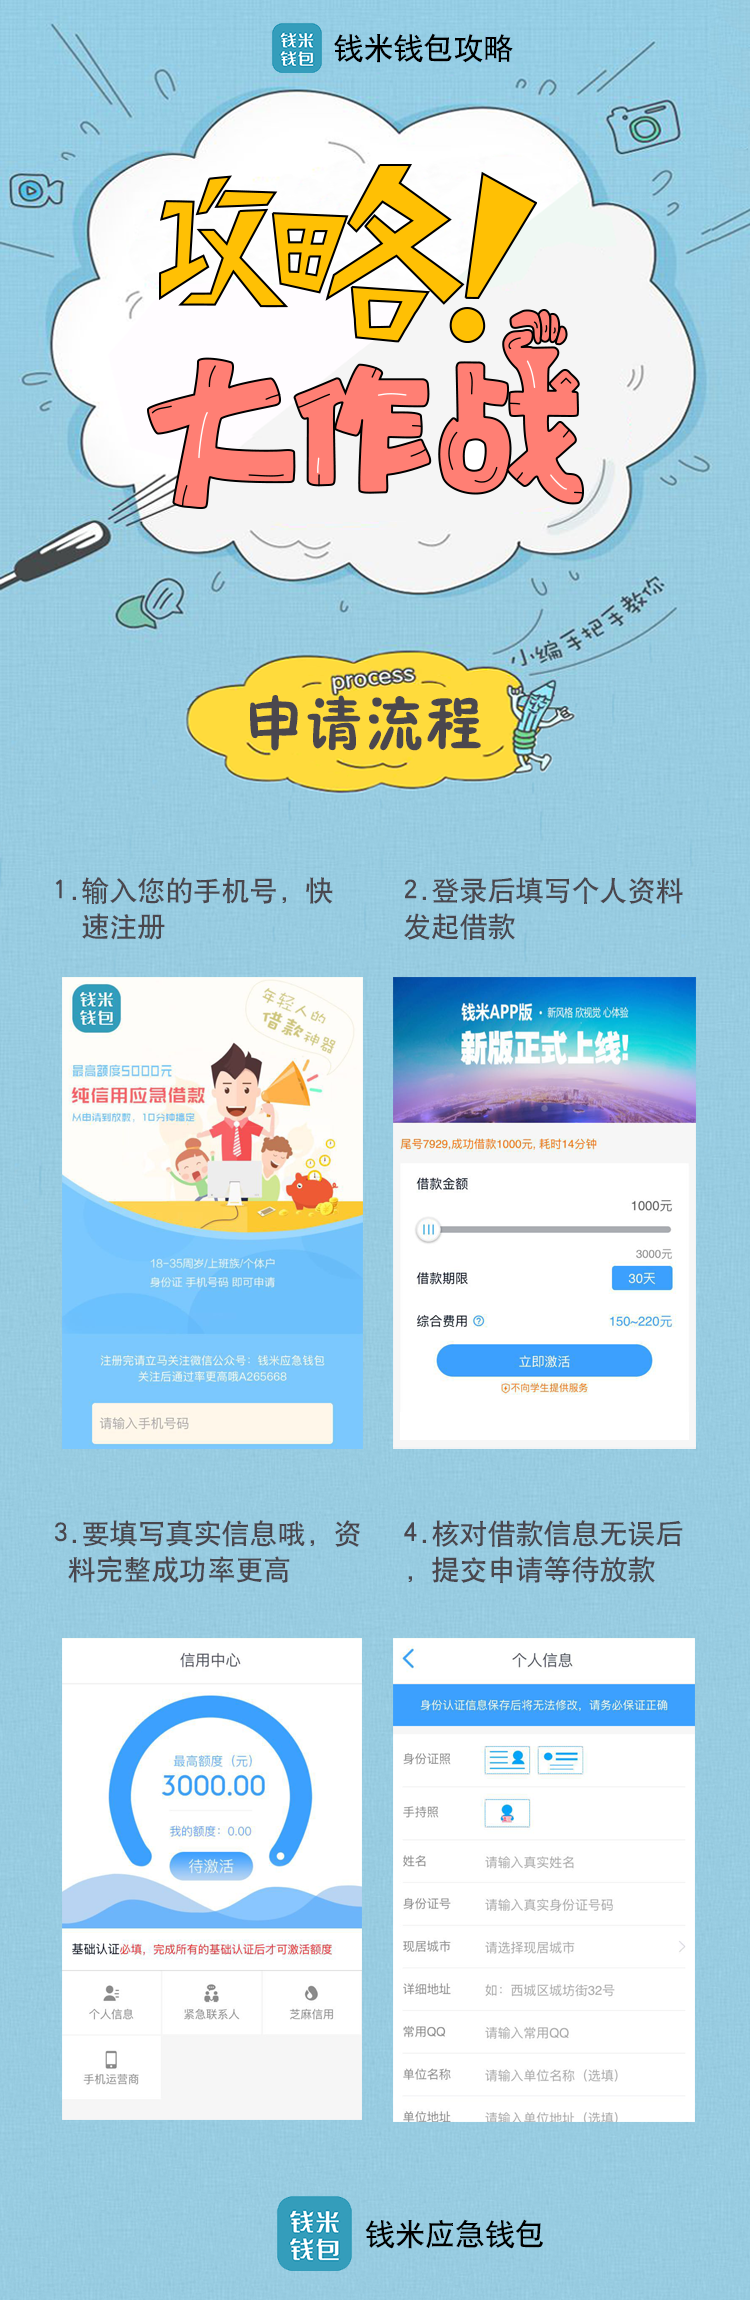 钱米
钱包
钱米钱包攻略
攻略!
大作战
小编手把手教你
process
申请流程
1.输入您的手机号，快
速注册
2.登录后填写个人资料
发起借款
钱米
钱包
年轻人的
借款神器
最高额度5000元
纯信用应急借款
从申请到放款，10分钟搞定
18-35周岁/上班族/个体户
身份证 手机号码 即可申请
注册完请立马关注微信公众号：钱米应急钱包
关注后通过率更高哦A265668
请输入手机号码
钱米APP版·新风格 欣视觉 心体验
新版正式上线!
尾号7929,成功借款1000元, 耗时14分钟
借款金额
1000元
3000元
借款期限
30天
综合费用 ?
150~220元
立即激活
不向学生提供服务
3.要填写真实信息哦，资
料完整成功率更高
4.核对借款信息无误后
，提交申请等待放款
信用中心
最高额度（元）
3000.00
我的额度：0.00
待激活
基础认证必填，完成所有的基础认证后才可激活额度
个人信息
紧急联系人
芝麻信用
手机运营商
个人信息
身份认证信息保存后将无法修改，请务必保证正确
身份证照
手持照
姓名 请输入真实姓名
身份证号 请输入真实身份证号码
现居城市 请选择现居城市
详细地址 如：西城区城坊街32号
常用QQ 请输入常用QQ
单位名称 请输入单位名称（选填）
单位地址 请输入单位地址（选填）
钱米
钱包
钱米应急钱包